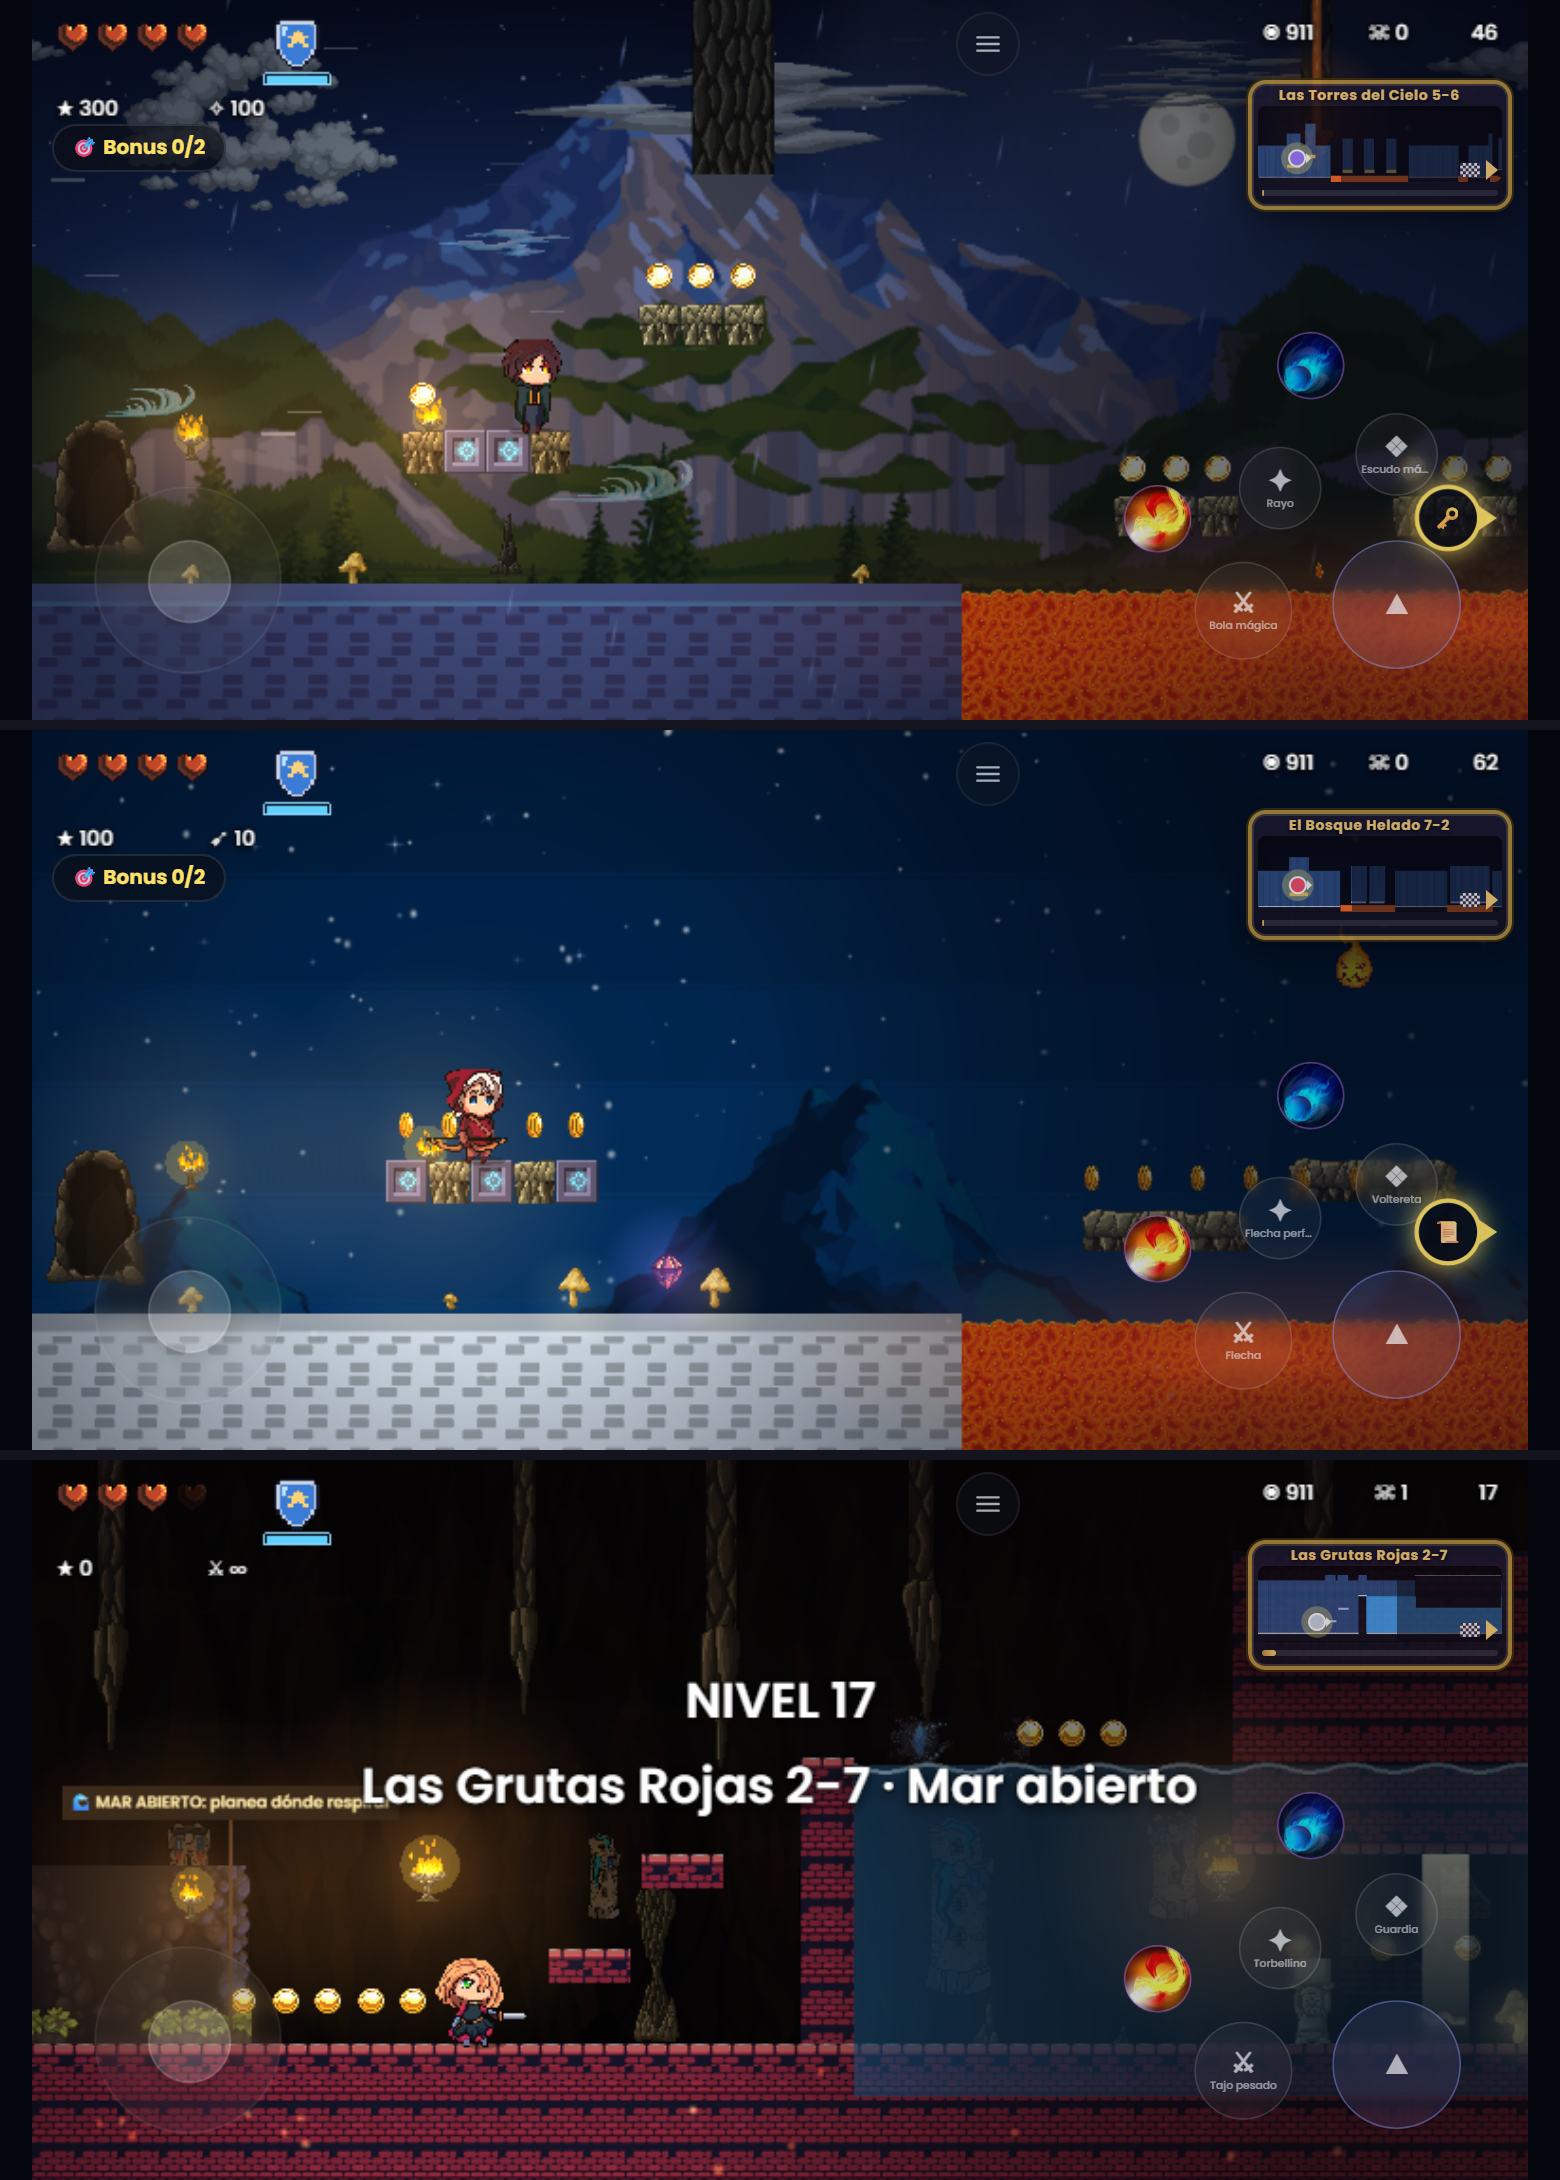 911
0
46
Las Torres del Cielo 5-6
300
100
Bonus 0/2
Escudo má...
Rayo
Bola mágica
911
0
62
El Bosque Helado 7-2
100
10
Bonus 0/2
Voltereta
Flecha perf...
Flecha
911
1
17
Las Grutas Rojas 2-7
0
∞
NIVEL 17
Las Grutas Rojas 2-7 · Mar abierto
MAR ABIERTO: planea dónde respirar
Guardia
Torbellino
Tajo pesado